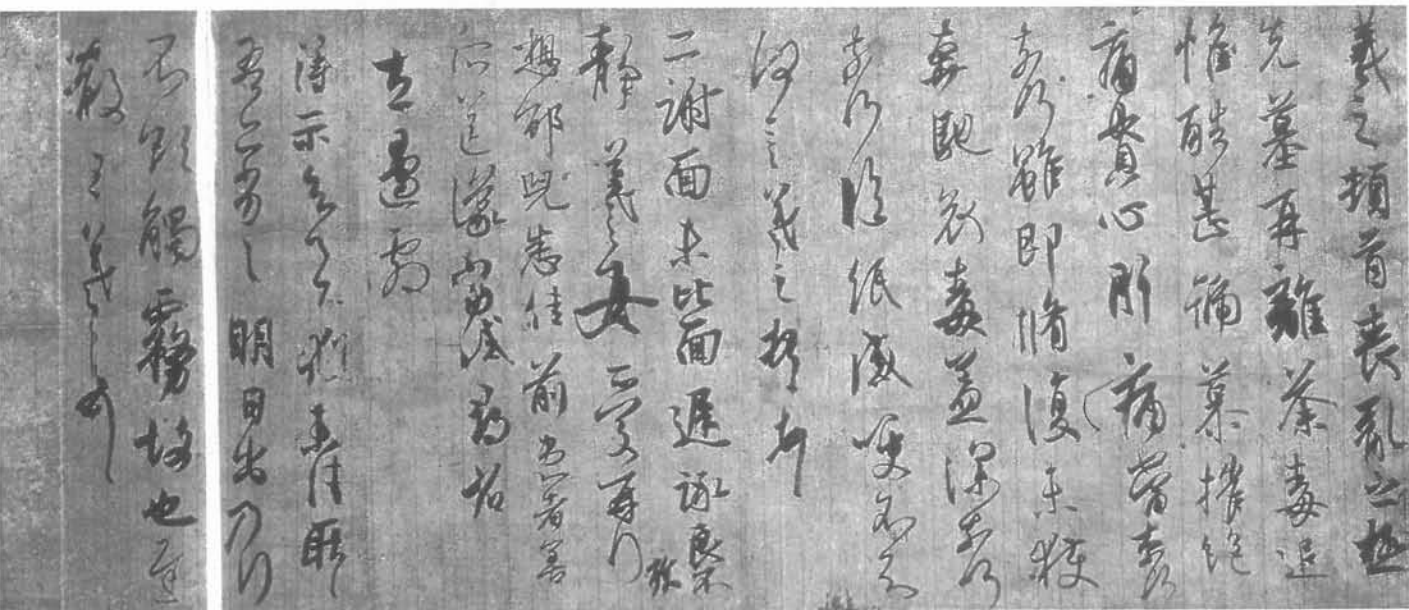 羲之頓首喪亂之極
先墓再離荼毒追
惟酷甚號慕摧絕
痛貫心肝痛當奈何
奈何雖即脩復未獲
奔馳哀毒益深奈何
奈何臨紙感哽不知
何言羲之頓首頓首
二謝面未比面遲詠良不
靜羲之女愛再拜
想邵兒悉佳前患者善
所送議當試尋省
左邊劇
得示知足下猶未佳耿耿
吾亦劣劣明日出乃行
不欲觸霧故也遲
散王羲之頓首